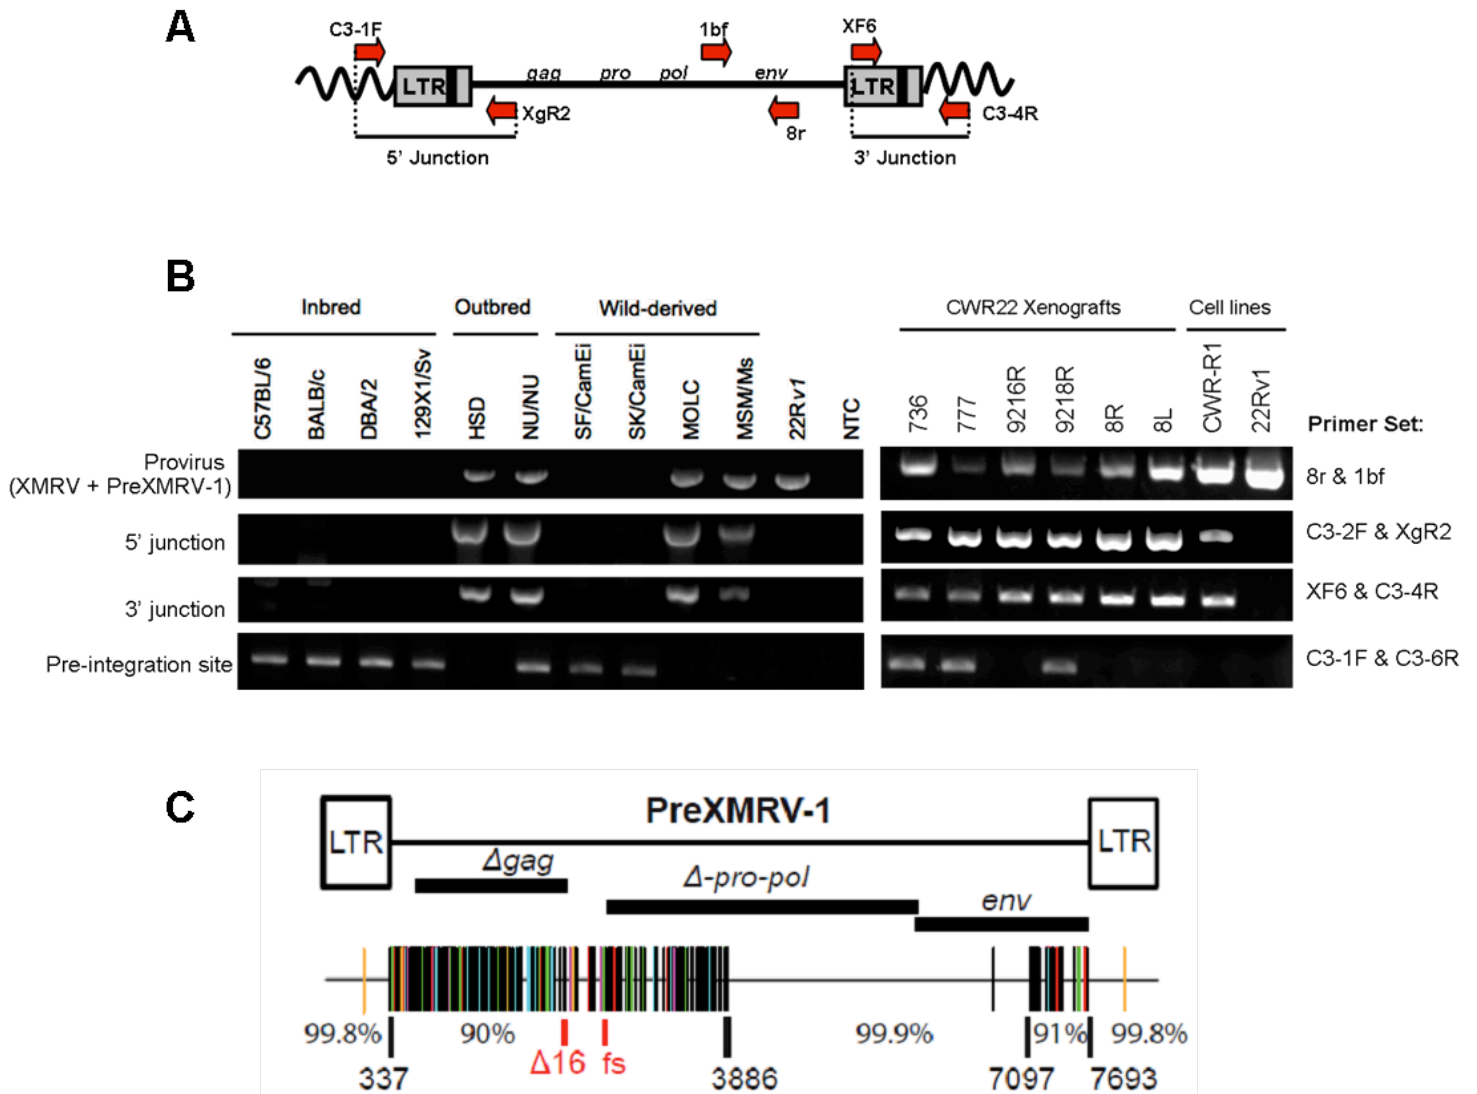 A
C3-1F
1bf
XF6
LTR
gag
pro
pol
env
LTR
XgR2
8r
C3-4R
5' Junction
3' Junction
B
Inbred
Outbred
Wild-derived
CWR22 Xenografts
Cell lines
C57BL/6
BALB/c
DBA/2
129X1/Sv
HSD
NU/NU
SF/CamEi
SK/CamEi
MOLC
MSM/Ms
22Rv1
NTC
736
777
9216R
9218R
8R
8L
CWR-R1
22Rv1
Primer Set:
Provirus
(XMRV + PreXMRV-1)
8r & 1bf
5' junction
C3-2F & XgR2
3' junction
XF6 & C3-4R
Pre-integration site
C3-1F & C3-6R
C
PreXMRV-1
LTR
LTR
Δgag
Δ-pro-pol
env
99.8%
90%
99.9%
91%
99.8%
Δ16
fs
337
3886
7097
7693